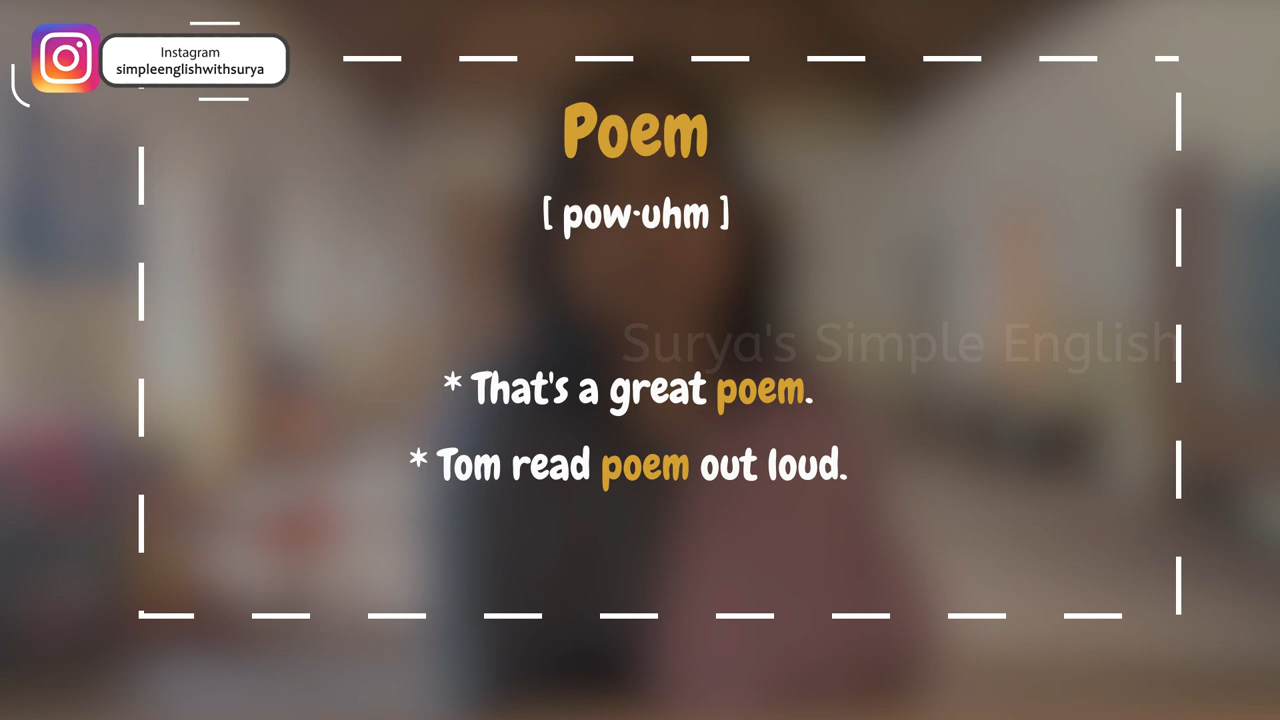 Instagram
simpleenglishwithsurya
Poem
[ pow·uhm ]
Surya's Simple English
* That's a great poem.
* Tom read poem out loud.